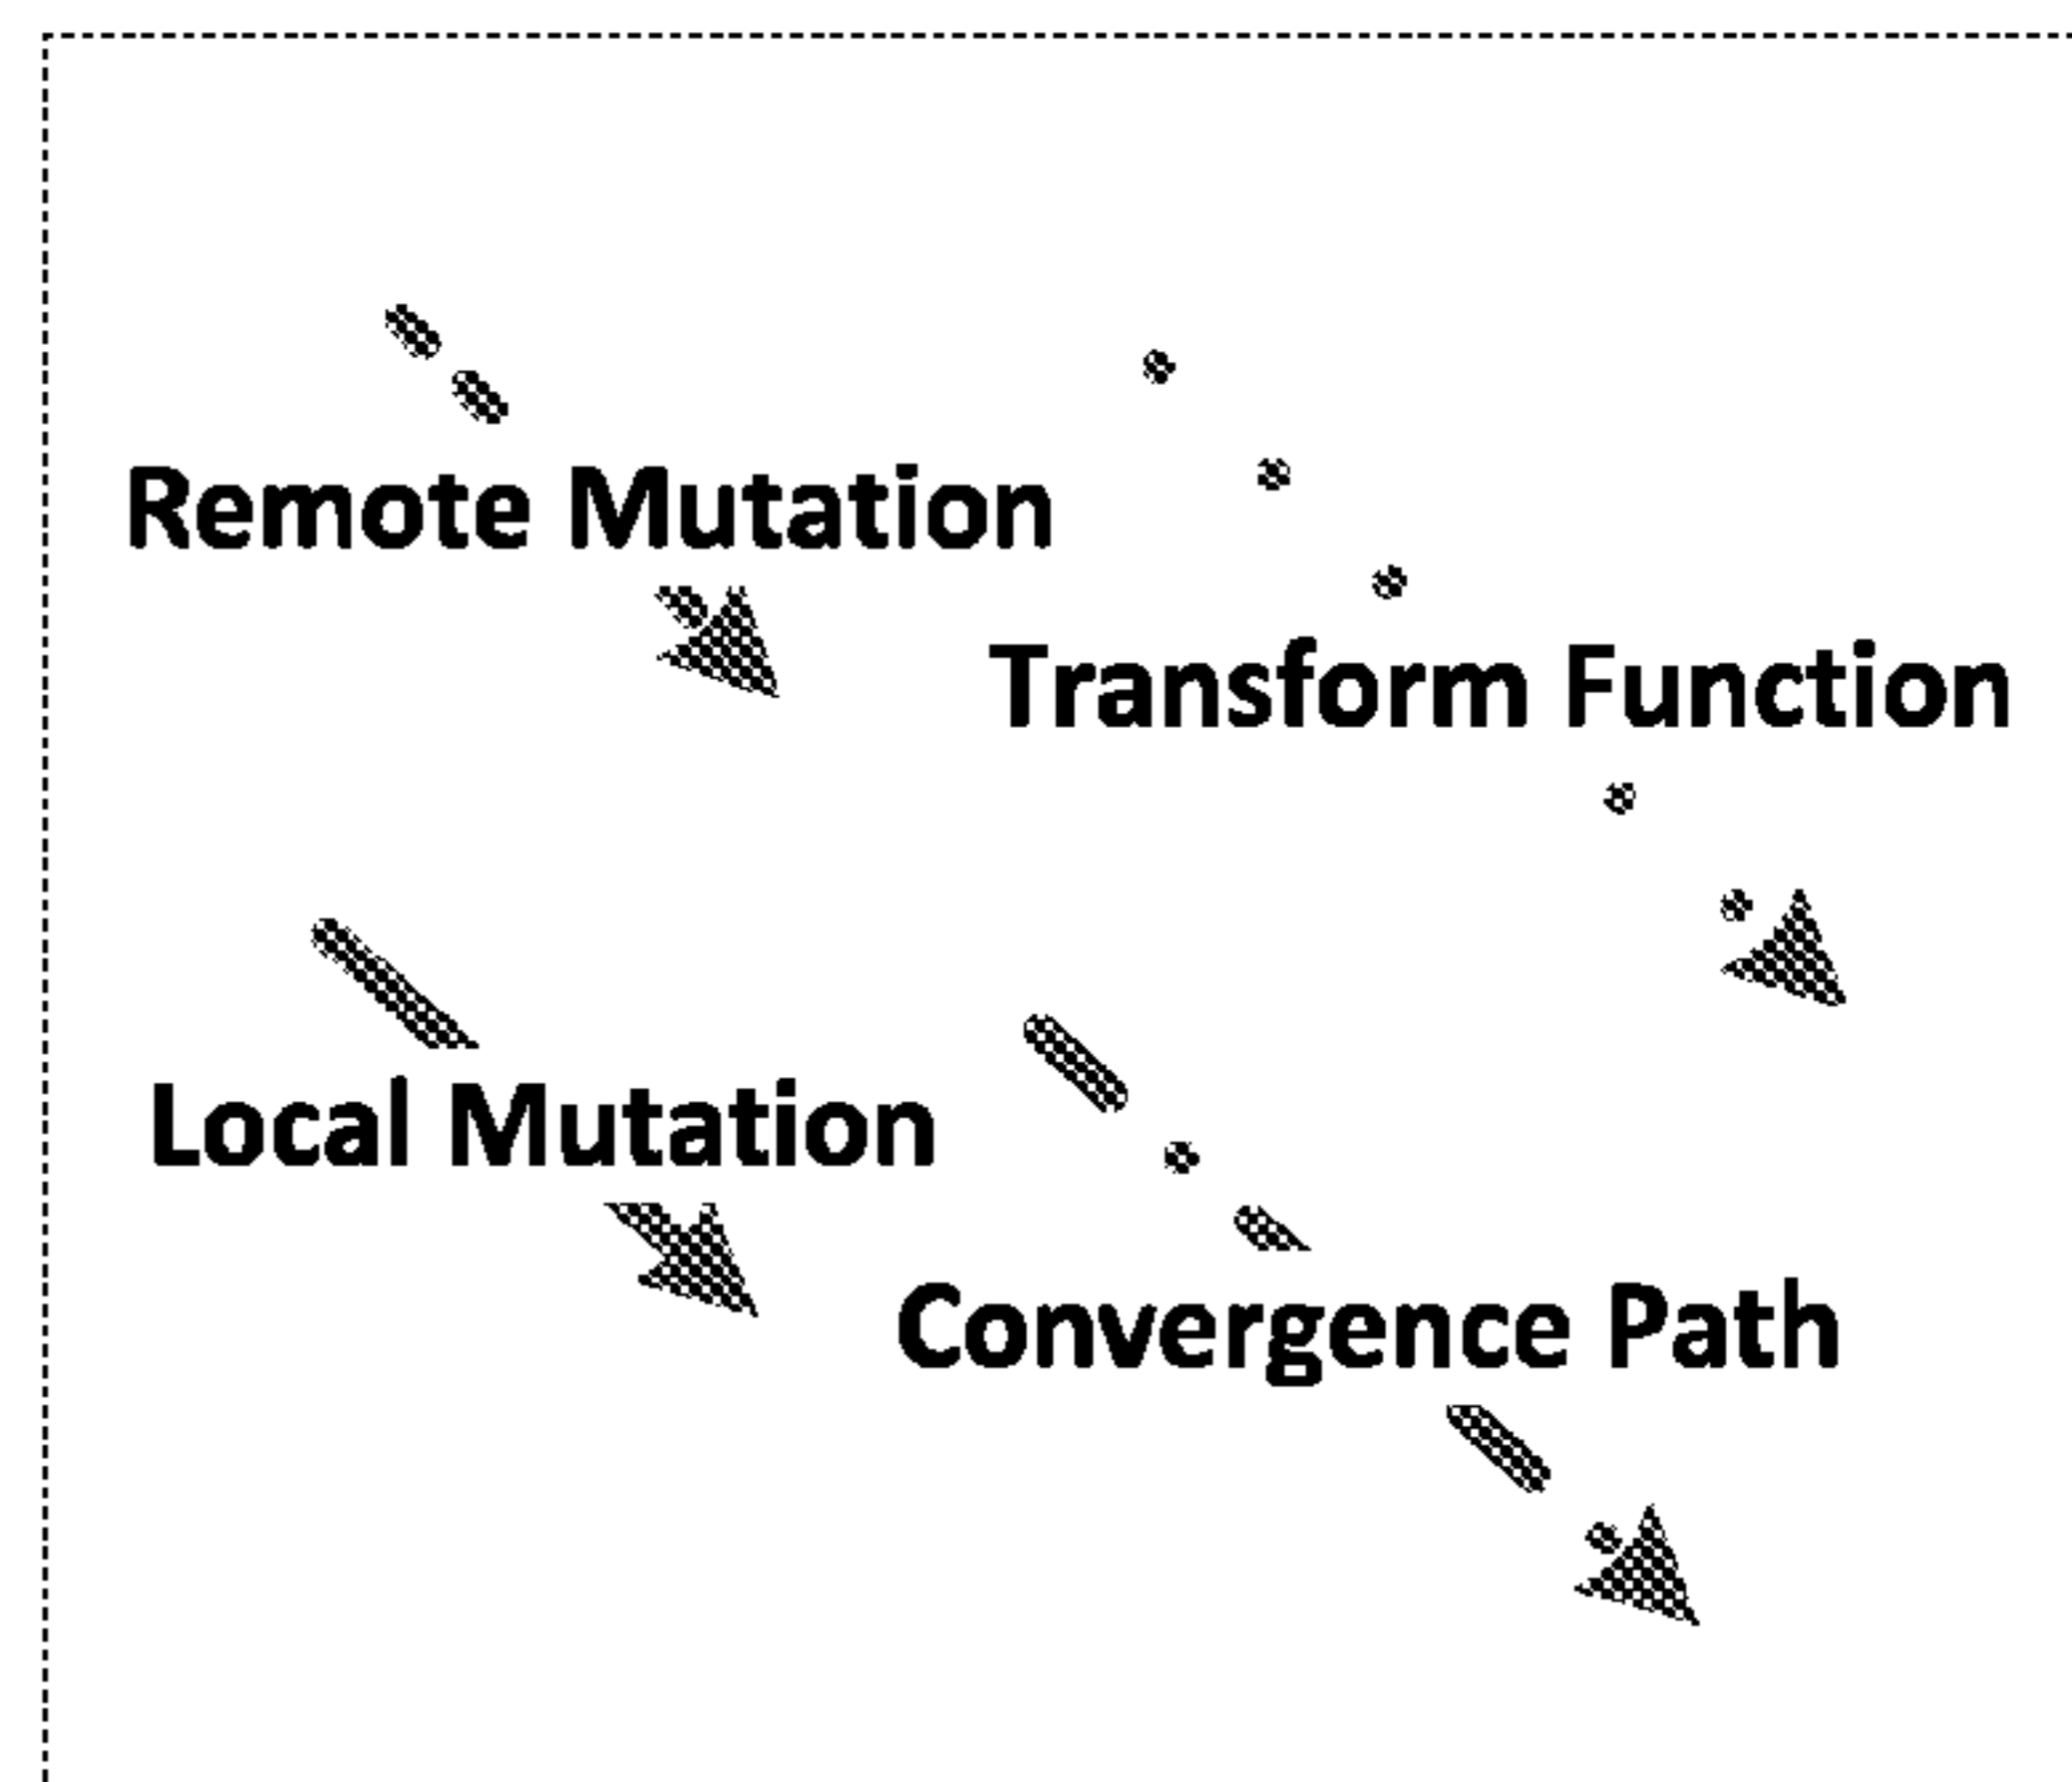 Remote Mutation
Transform Function
Local Mutation
Convergence Path